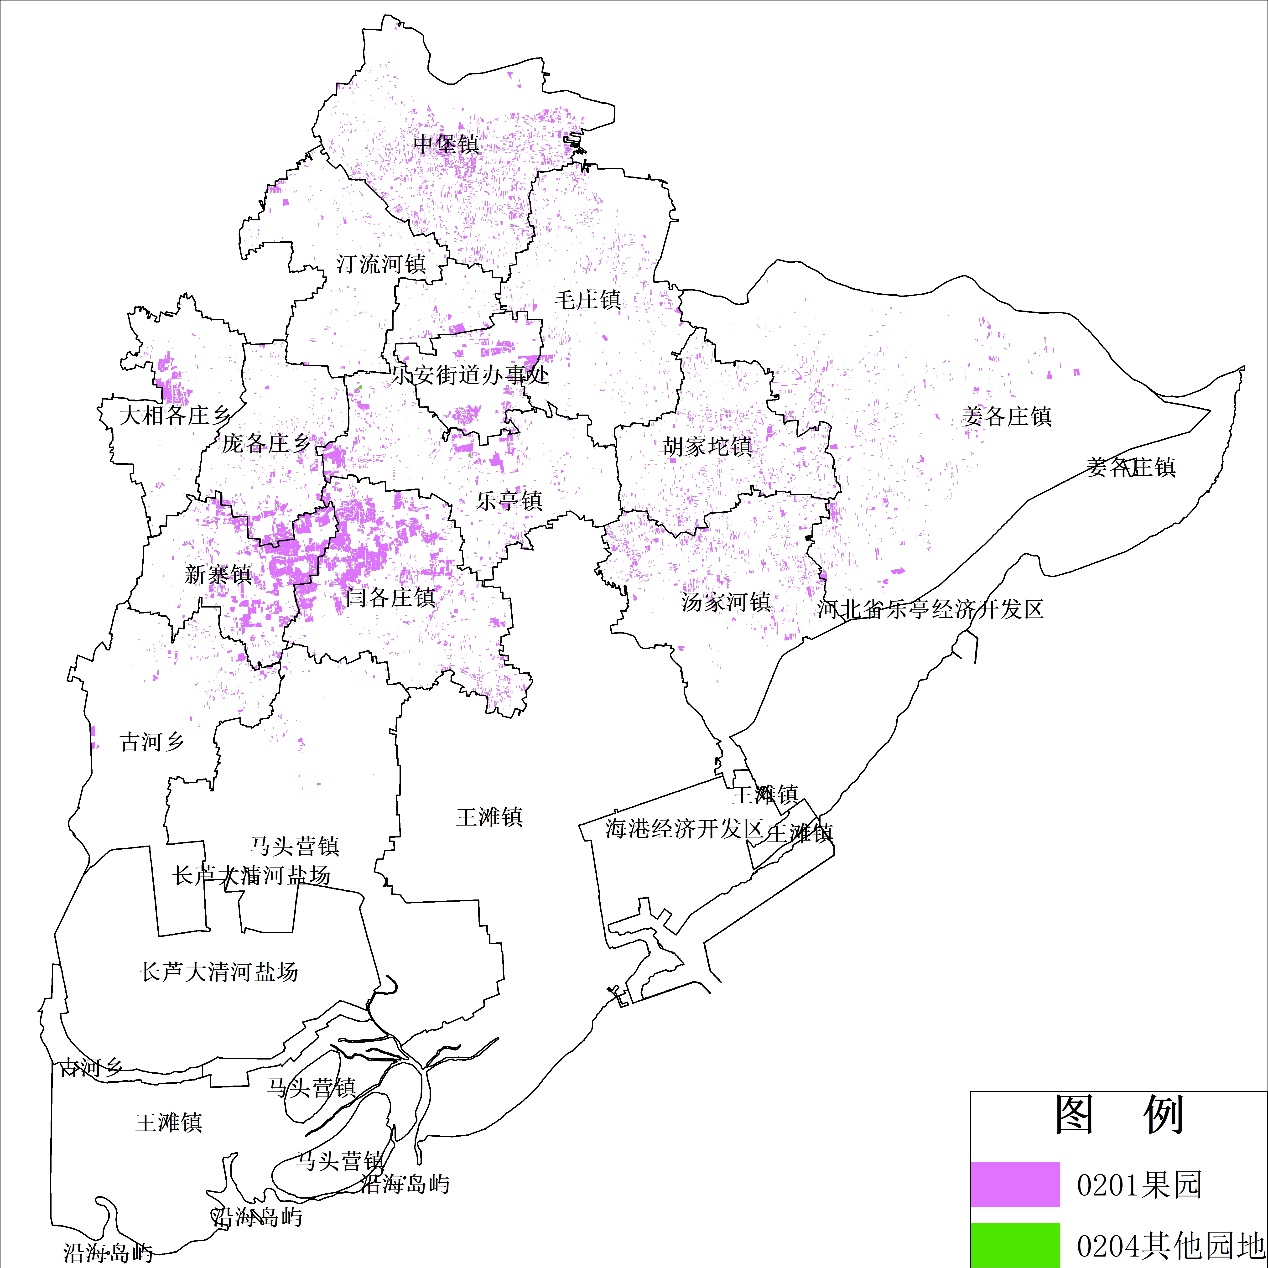 中堡镇
汀流河镇
毛庄镇
乐安街道办事处
大相各庄乡
姜各庄镇
庞各庄乡
胡家坨镇
姜各庄镇
乐亭镇
新寨镇
闫各庄镇
汤家河镇
河北省乐亭经济开发区
古河乡
王滩镇
王滩镇
海港经济开发区
王滩镇
马头营镇
长芦大清河盐场
长芦大清河盐场
古河乡
马头营镇
王滩镇
马头营镇
沿海岛屿
沿海岛屿
沿海岛屿
图 例
0201果园
0204其他园地